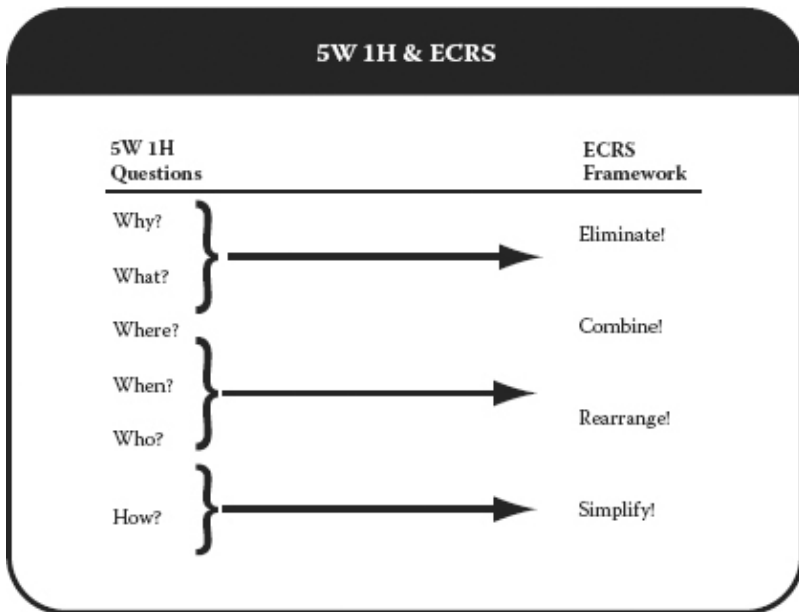 5W 1H & ECRS
5W 1H
Questions
ECRS
Framework
Why?
What?
Where?
When?
Who?
How?
Eliminate!
Combine!
Rearrange!
Simplify!